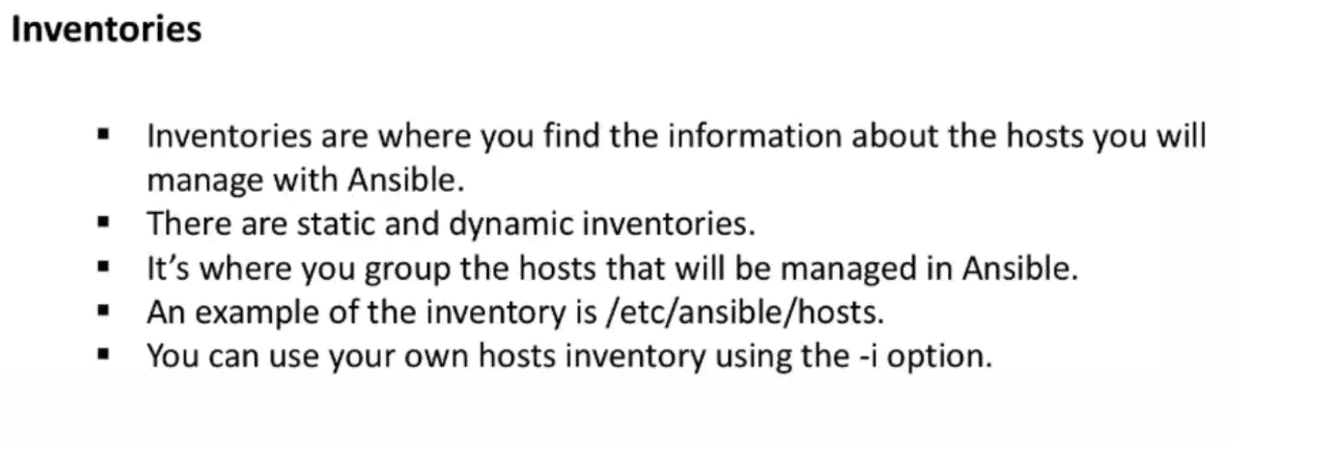 Inventories
▪ Inventories are where you find the information about the hosts you will
manage with Ansible.
▪ There are static and dynamic inventories.
▪ It’s where you group the hosts that will be managed in Ansible.
▪ An example of the inventory is /etc/ansible/hosts.
▪ You can use your own hosts inventory using the -i option.